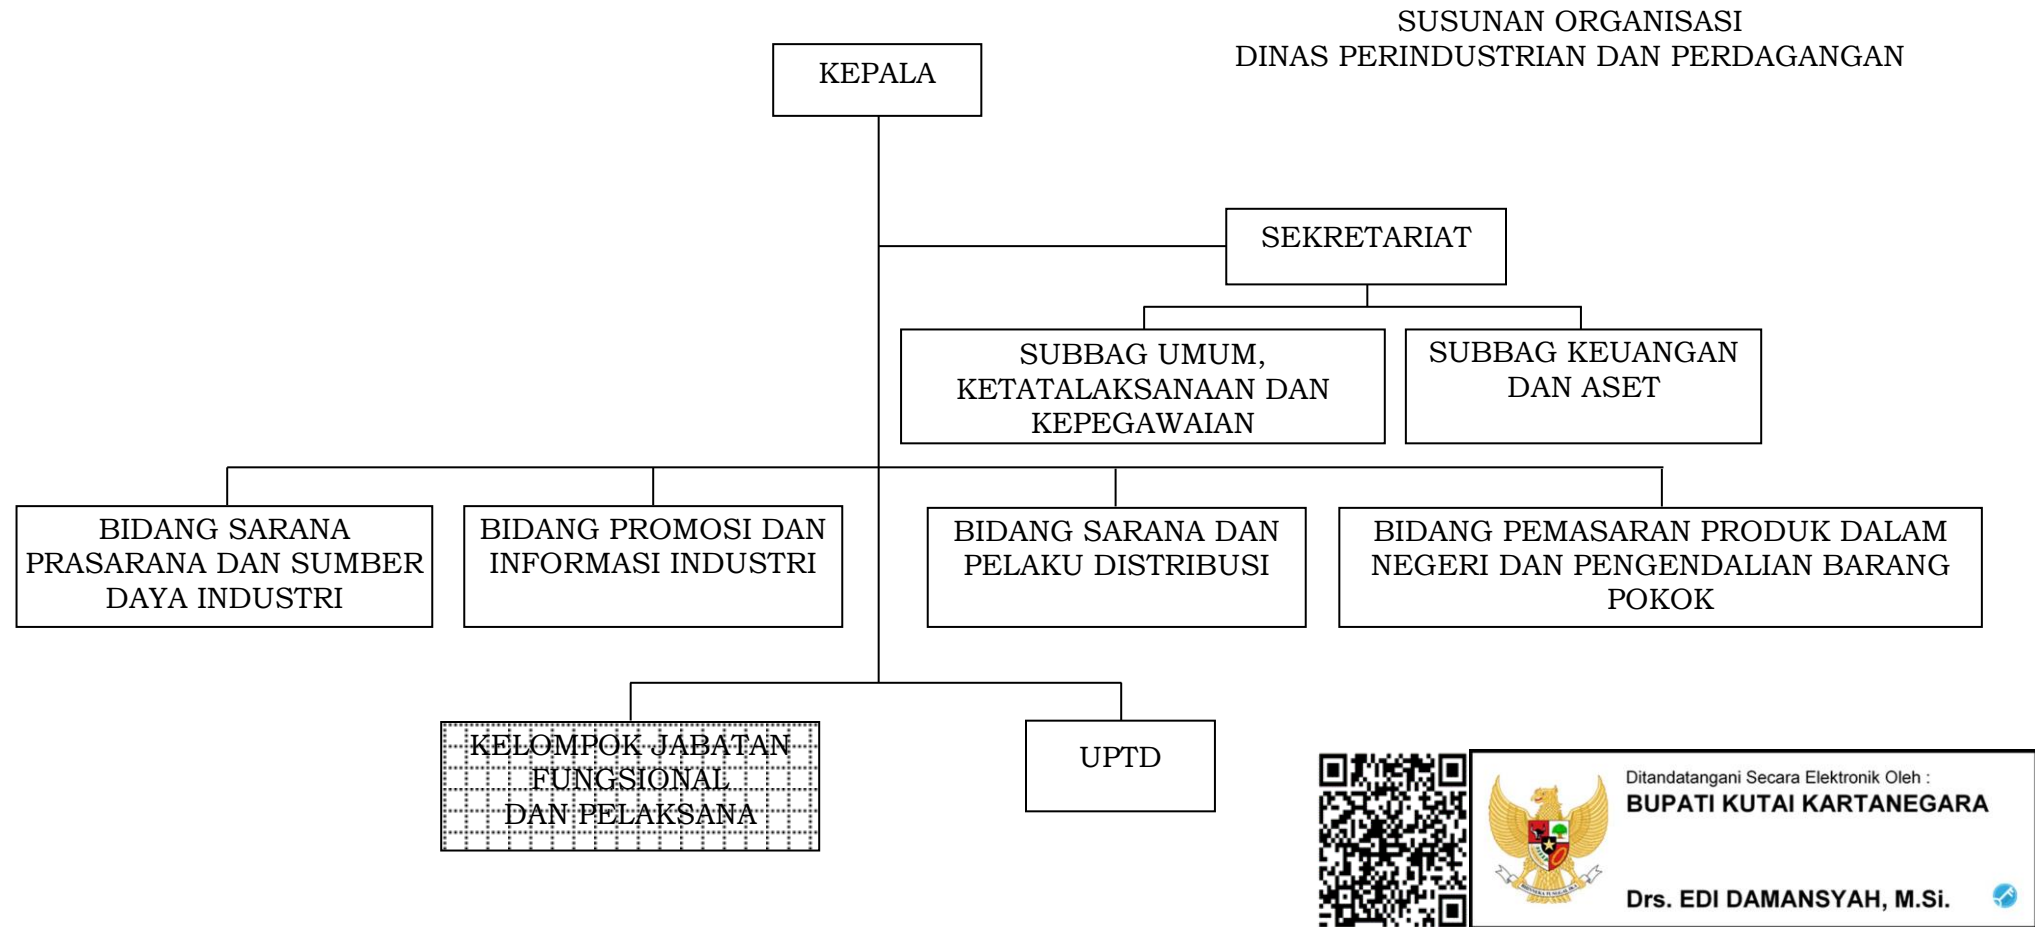 SUSUNAN ORGANISASI
DINAS PERINDUSTRIAN DAN PERDAGANGAN
KEPALA
SEKRETARIAT
SUBBAG UMUM,
KETATALAKSANAAN DAN
KEPEGAWAIAN
SUBBAG KEUANGAN
DAN ASET
BIDANG SARANA
PRASARANA DAN SUMBER
DAYA INDUSTRI
BIDANG PROMOSI DAN
INFORMASI INDUSTRI
BIDANG SARANA DAN
PELAKU DISTRIBUSI
BIDANG PEMASARAN PRODUK DALAM
NEGERI DAN PENGENDALIAN BARANG
POKOK
KELOMPOK JABATAN
FUNGSIONAL
DAN PELAKSANA
UPTD
Ditandatangani Secara Elektronik Oleh :
BUPATI KUTAI KARTANEGARA
Drs. EDI DAMANSYAH, M.Si.